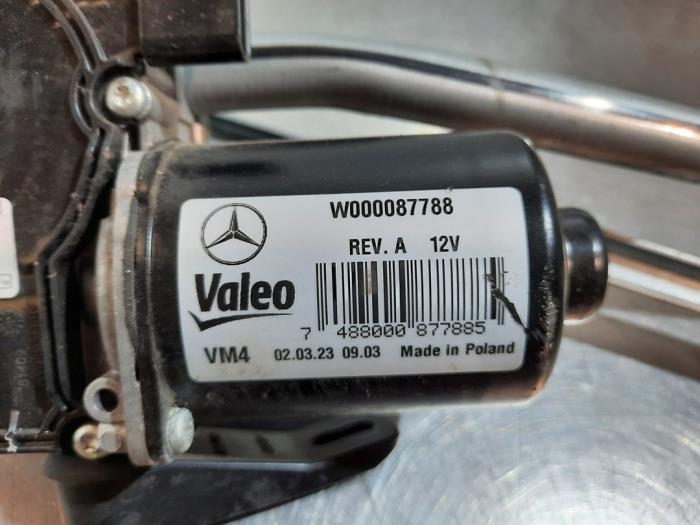 W000087788
REV. A 12V
Valeo
7 488000 877885
VM4 02.03.23 09.03 Made in Poland